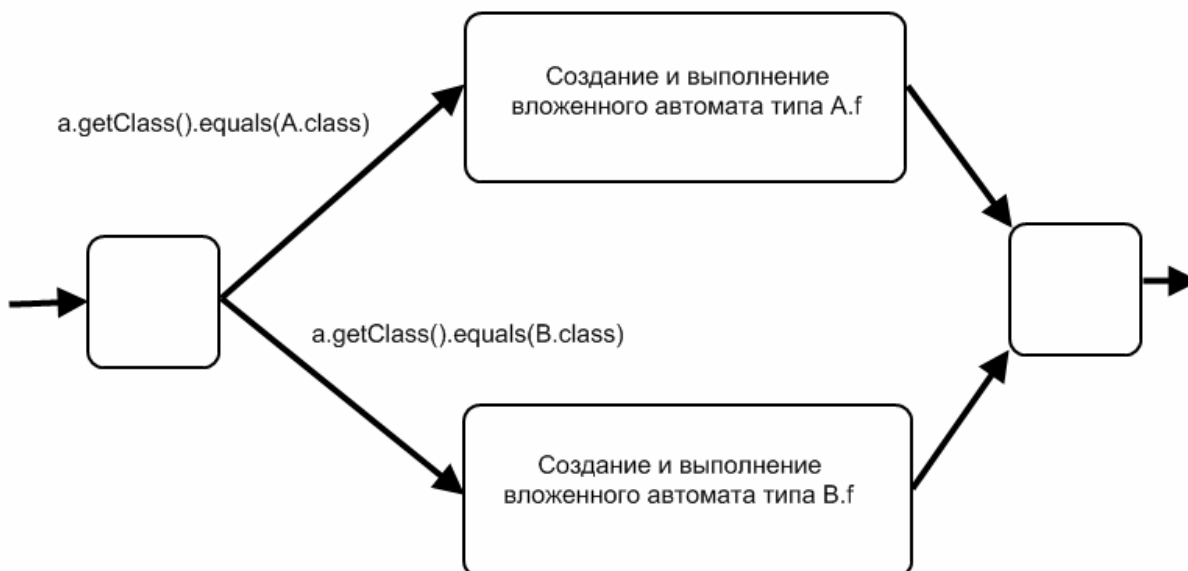 Создание и выполнение
вложенного автомата типа A.f
a.getClass().equals(A.class)
a.getClass().equals(B.class)
Создание и выполнение
вложенного автомата типа B.f